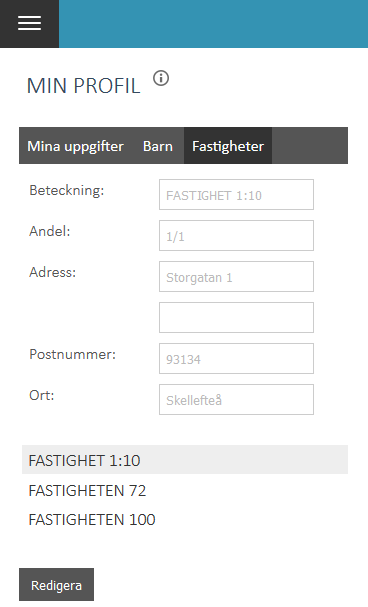 MIN PROFIL
Mina uppgifter Barn Fastigheter
Beteckning: FASTIGHET 1:10
Andel: 1/1
Adress: Storgatan 1
Postnummer: 93134
Ort: Skellefteå
FASTIGHET 1:10
FASTIGHETEN 72
FASTIGHETEN 100
Redigera